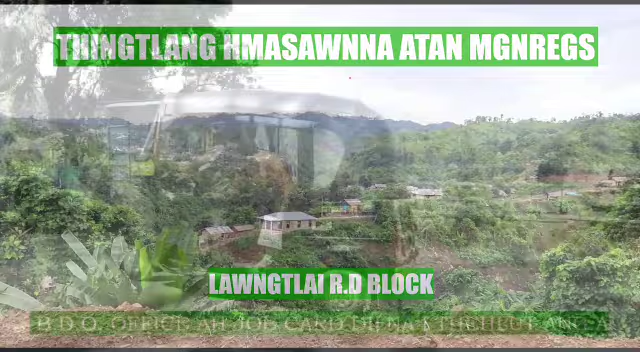 THINGTLANG HMASAWNNA ATAN MGNREGS
LAWNGTLAI R.D BLOCK
B.D.O. OFFICE AH JOB CARD